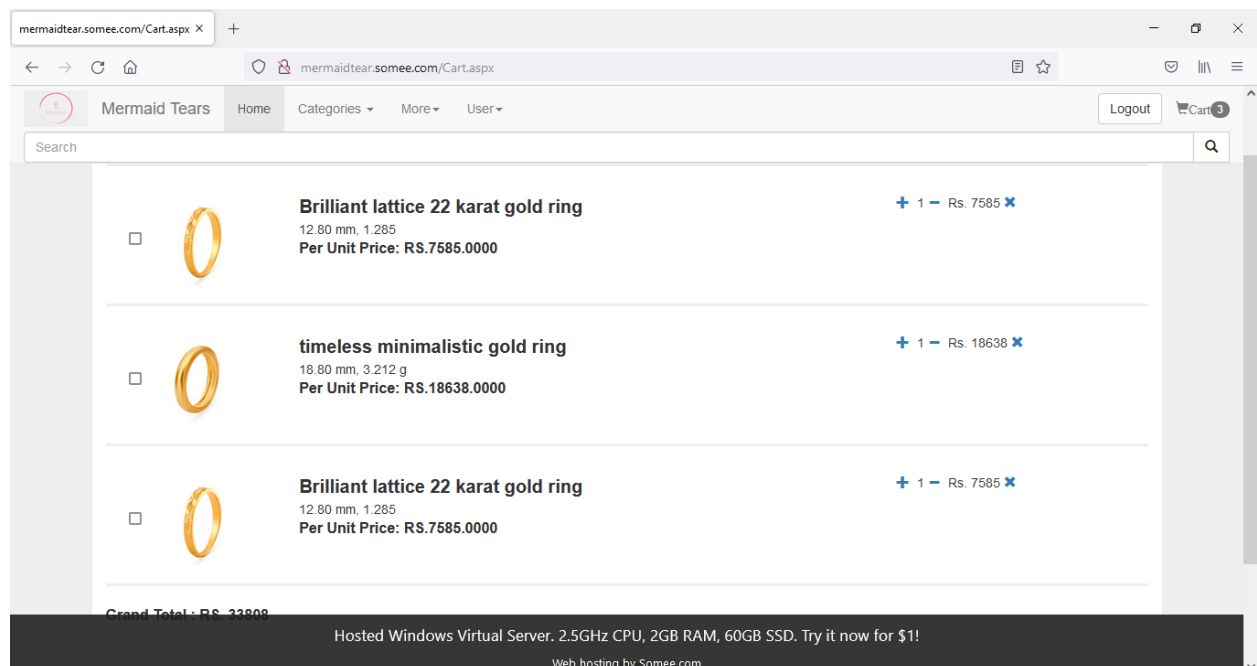 mermaidtear.somee.com/Cart.aspx
mermaidtear.somee.com/Cart.aspx
Mermaid Tears Home Categories More User Logout Cart 3
Search
Brilliant lattice 22 karat gold ring
12.80 mm, 1.285
Per Unit Price: RS.7585.0000
1 Rs. 7585
timeless minimalistic gold ring
18.80 mm, 3.212 g
Per Unit Price: RS.18638.0000
1 Rs. 18638
Brilliant lattice 22 karat gold ring
12.80 mm, 1.285
Per Unit Price: RS.7585.0000
1 Rs. 7585
Grand Total : RS. 33808
Hosted Windows Virtual Server. 2.5GHz CPU, 2GB RAM, 60GB SSD. Try it now for $1!
Web hosting by Somee.com